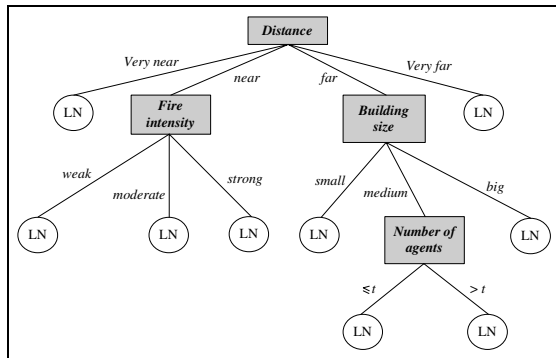 Distance
Very near
near
far
Very far
LN
Fire
intensity
Building
size
LN
weak
moderate
strong
small
medium
big
LN
LN
LN
LN
Number of
agents
LN
⩽ t
> t
LN
LN